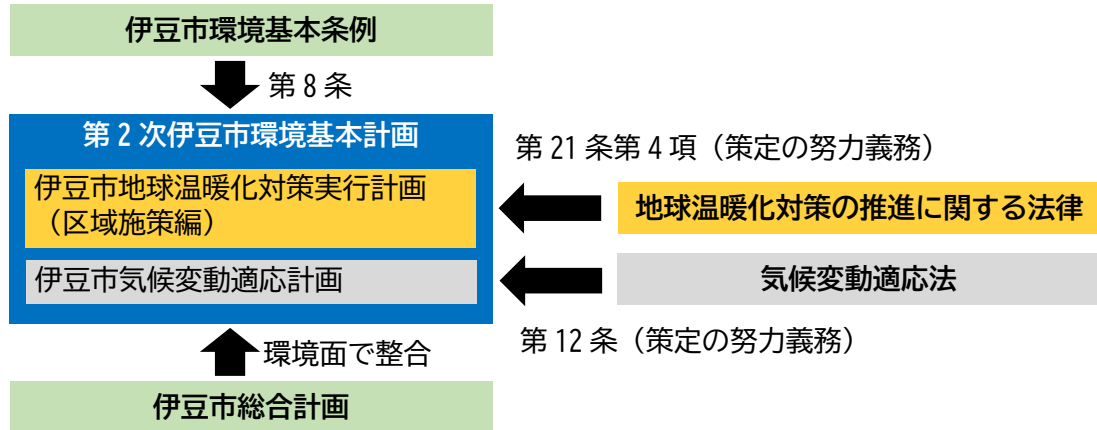 伊豆市環境基本条例
第8条
第2次伊豆市環境基本計画
第21条第4項（策定の努力義務）
伊豆市地球温暖化対策実行計画
（区域施策編）
地球温暖化対策の推進に関する法律
伊豆市気候変動適応計画
気候変動適応法
第12条（策定の努力義務）
環境面で整合
伊豆市総合計画